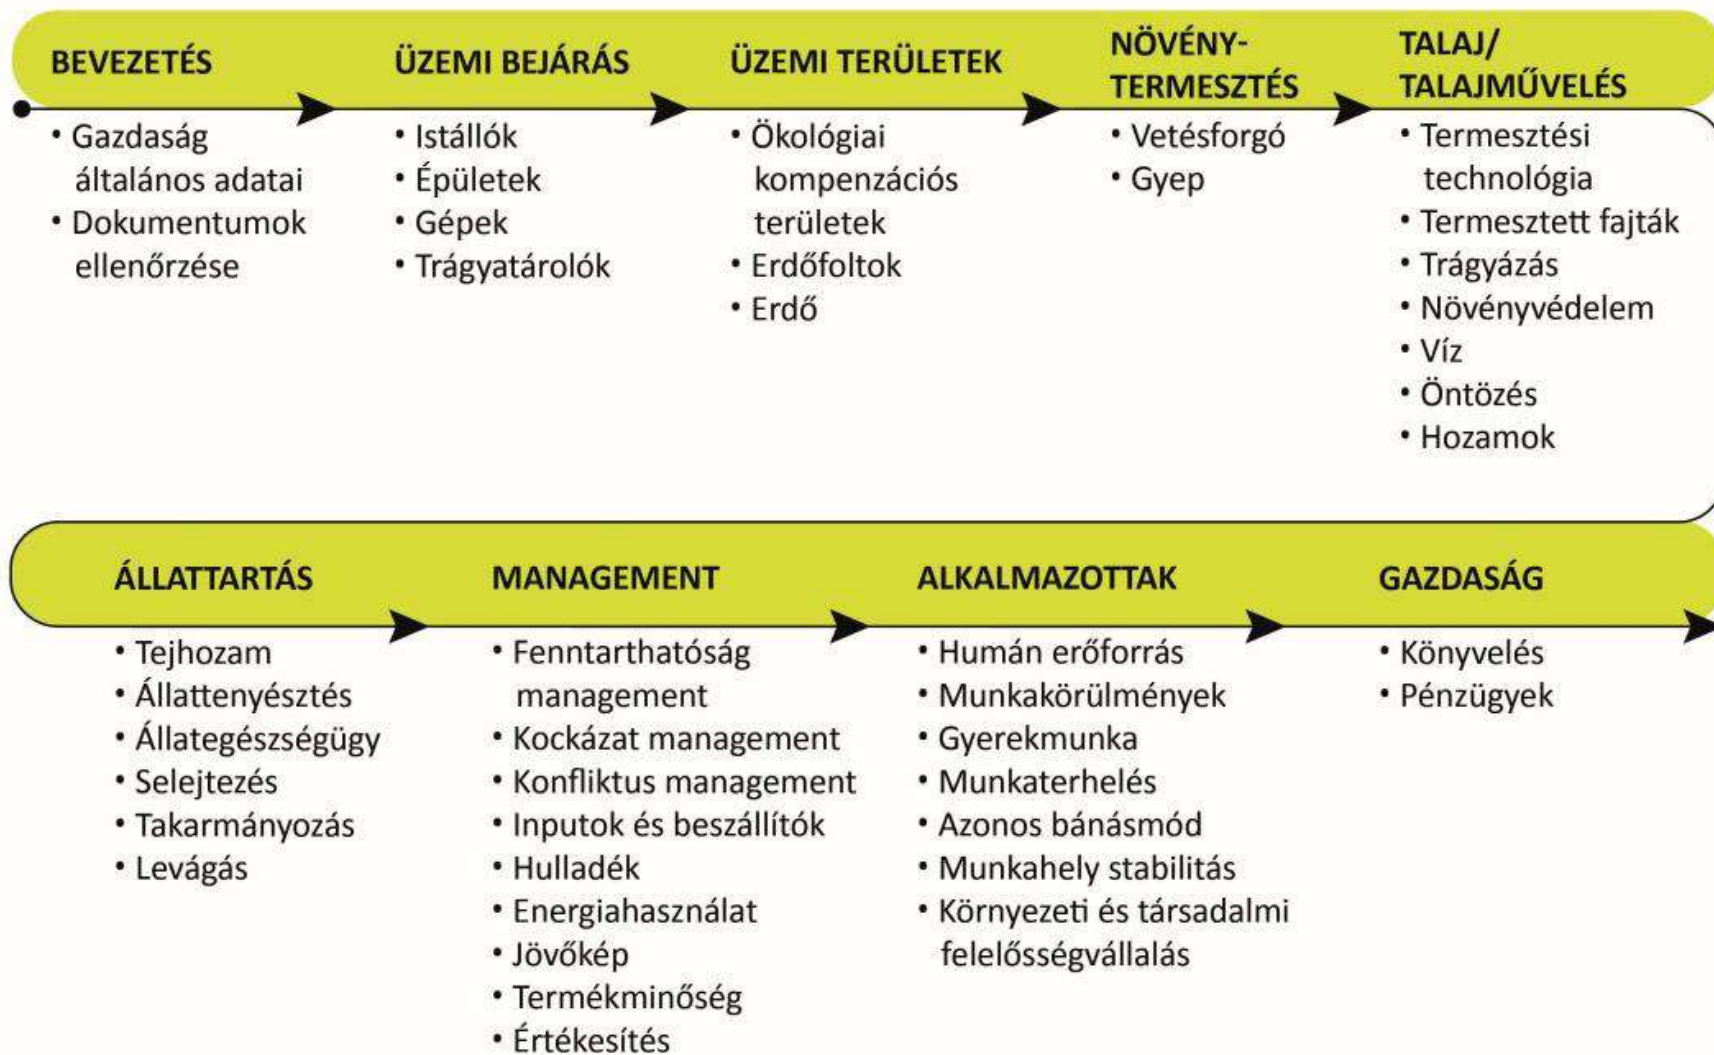 BEVEZETÉS
• Gazdaság
általános adatai
• Dokumentumok
ellenőrzése
ÜZEMI BEJÁRÁS
• Istállók
• Épületek
• Gépek
• Trágyatárolók
ÜZEMI TERÜLETEK
• Ökológiai
kompenzációs
területek
• Erdőfoltok
• Erdő
NÖVÉNY-
TERMESZTÉS
• Vetésforgó
• Gyep
TALAJ/
TALAJMŰVELÉS
• Termesztési
technológia
• Termesztett fajták
• Trágyázás
• Növényvédelem
• Víz
• Öntözés
• Hozamok
ÁLLATTARTÁS
• Tejhozam
• Állattenyésztés
• Állategészségügy
• Selejtezés
• Takarmányozás
• Levágás
MANAGEMENT
• Fenntarthatóság
management
• Kockázat management
• Konfliktus management
• Inputok és beszállítók
• Hulladék
• Energiahasználat
• Jövőkép
• Termékminőség
• Értékesítés
ALKALMAZOTTAK
• Humán erőforrás
• Munkakörülmények
• Gyerekmunka
• Munkaterhelés
• Azonos bánásmód
• Munkahely stabilitás
• Környezeti és társadalmi
felelősségvállalás
GAZDASÁG
• Könyvelés
• Pénzügyek